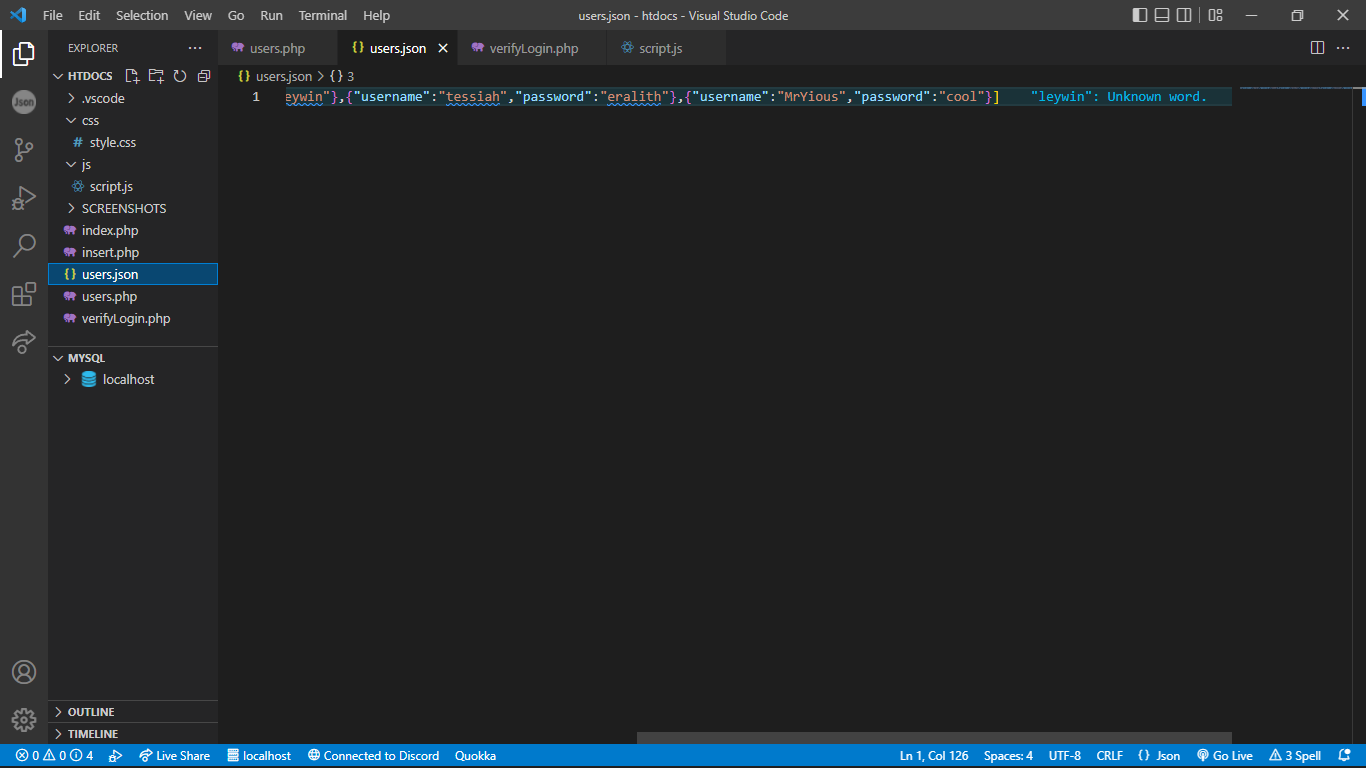 File Edit Selection View Go Run Terminal Help
users.json - htdocs - Visual Studio Code
EXPLORER
users.php
users.json
verifyLogin.php
script.js
HTDOCS
.vscode
css
style.css
js
script.js
SCREENSHOTS
index.php
insert.php
users.json
users.php
verifyLogin.php
MYSQL
localhost
OUTLINE
TIMELINE
Json
{} users.json > {} 3
1 eywin"},{"username":"tessiah","password":"eralith"},{"username":"MrYious","password":"cool"}] "leywin": Unknown word.
0 0 4 Live Share localhost Connected to Discord Quokka
Ln 1, Col 126 Spaces: 4 UTF-8 CRLF {} Json Go Live 3 Spell